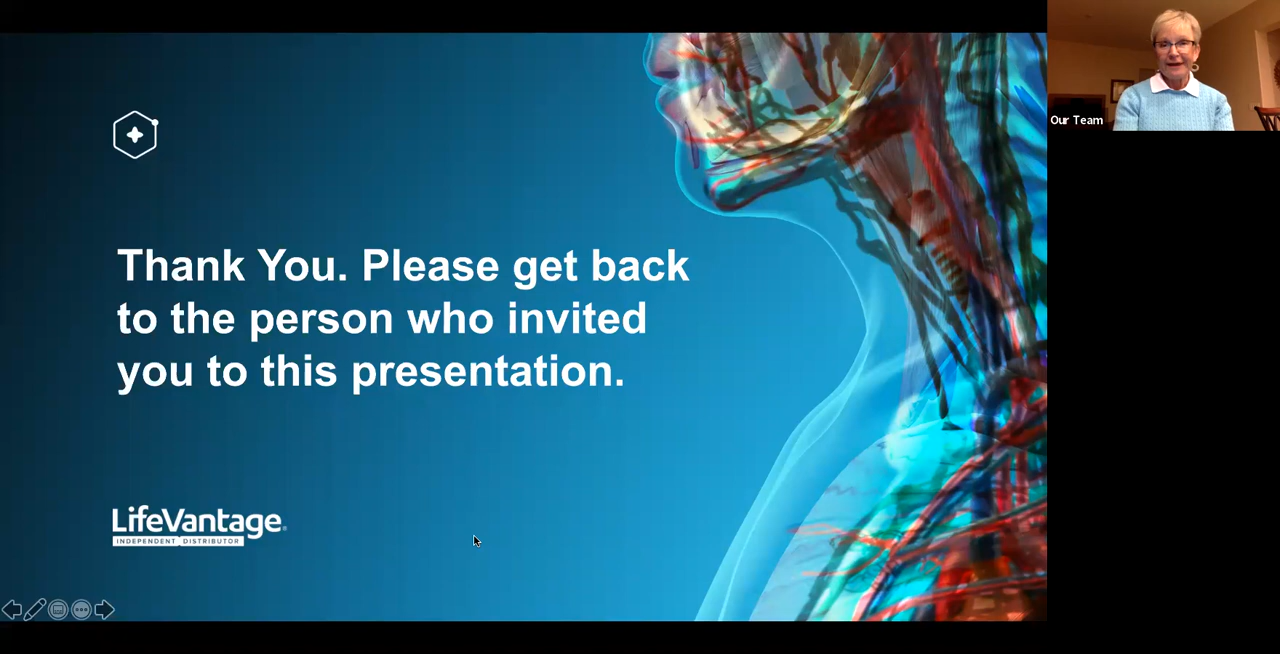 Our Team
Thank You. Please get back
to the person who invited
you to this presentation.
LifeVantage
INDEPENDENT DISTRIBUTOR